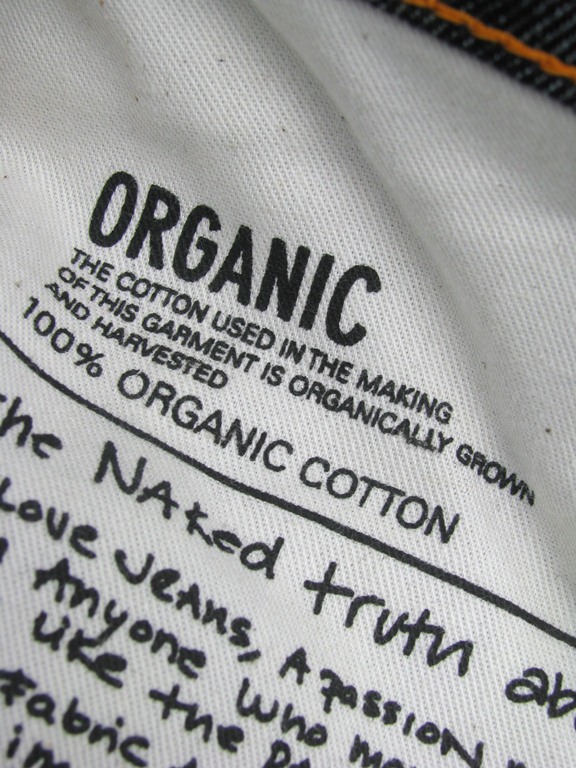 ORGANIC
THE COTTON USED IN THE MAKING
OF THIS GARMENT IS ORGANICALLY GROWN
AND HARVESTED
100% ORGANIC COTTON
the NAked truth
Love JeAns, A PASSION
Anyone who
like the
Fabric